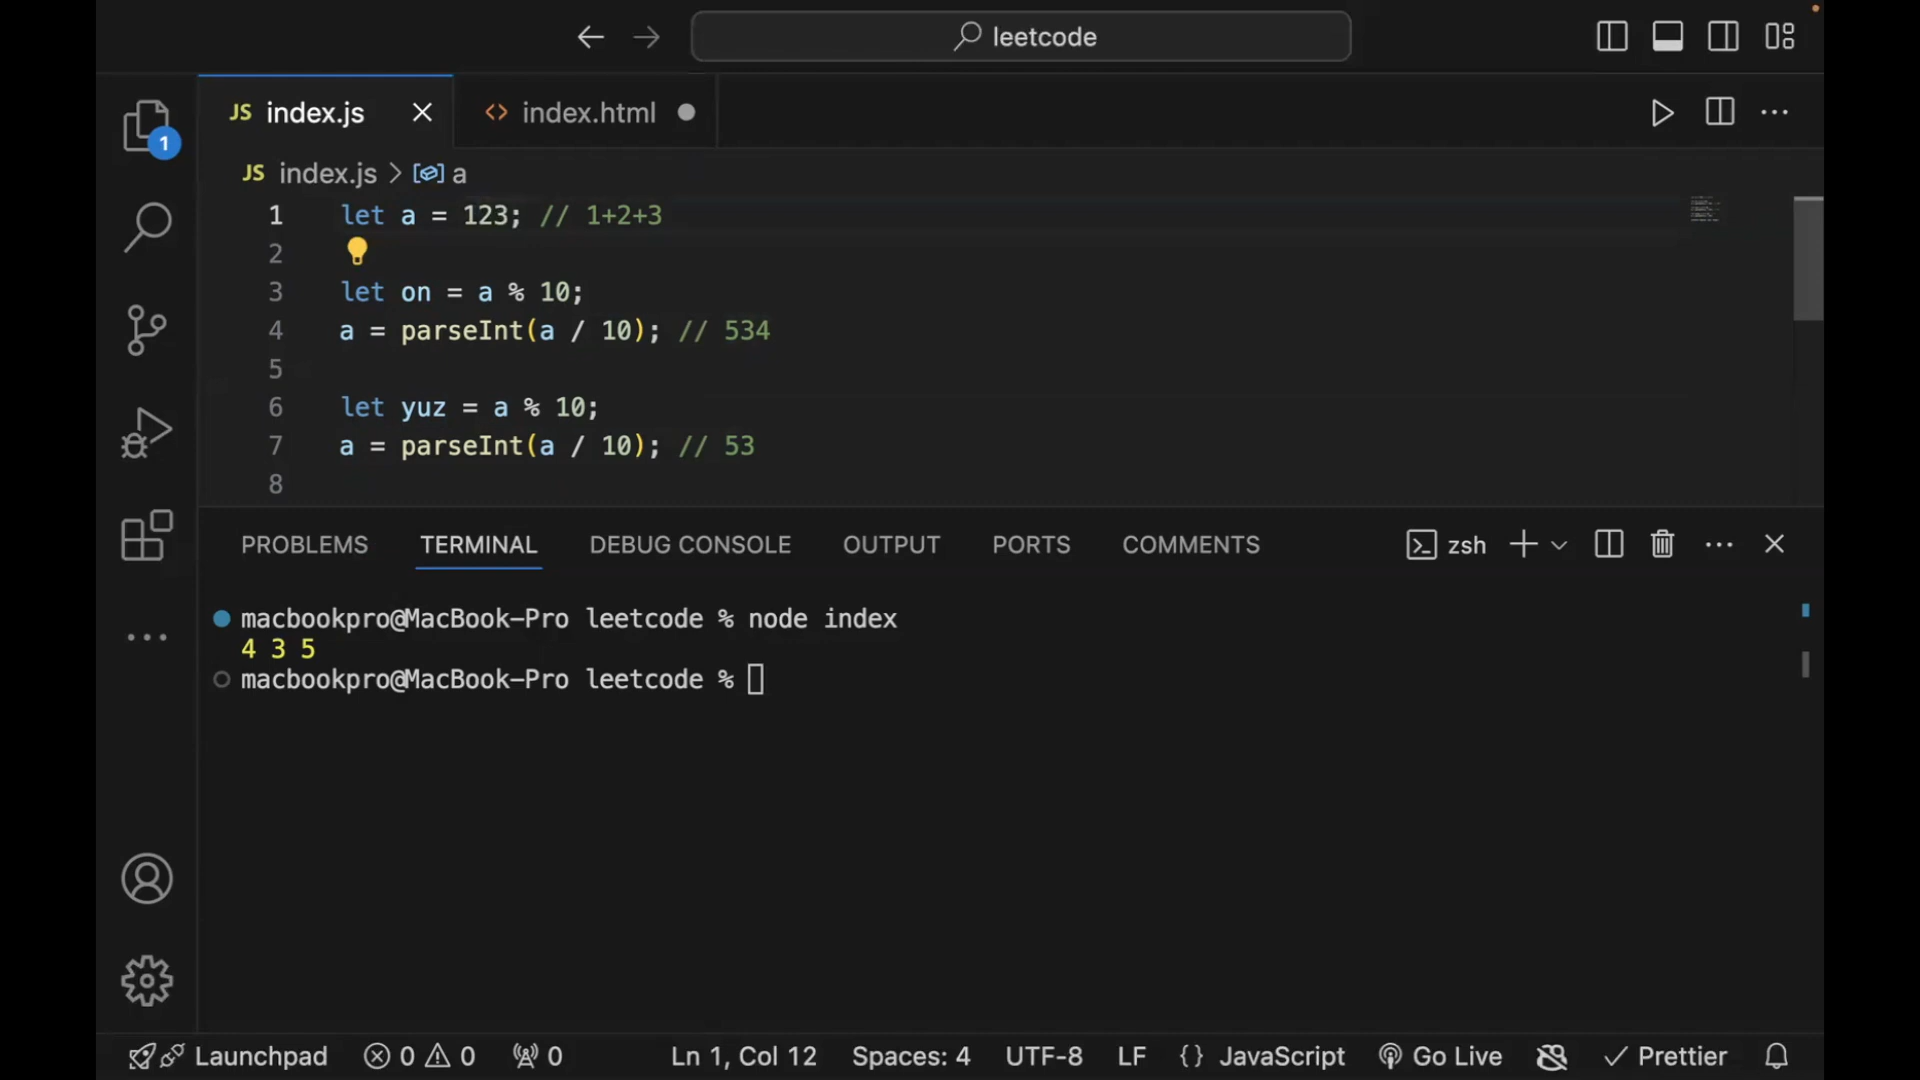 leetcode
JS index.js
<> index.html
1
JS index.js > a
1 let a = 123; // 1+2+3
2
3 let on = a % 10;
4 a = parseInt(a / 10); // 534
5
6 let yuz = a % 10;
7 a = parseInt(a / 10); // 53
8
PROBLEMS TERMINAL DEBUG CONSOLE OUTPUT PORTS COMMENTS zsh
macbookpro@MacBook-Pro leetcode % node index
4 3 5
macbookpro@MacBook-Pro leetcode %
Launchpad 0 0 0 Ln 1, Col 12 Spaces: 4 UTF-8 LF {} JavaScript Go Live Prettier